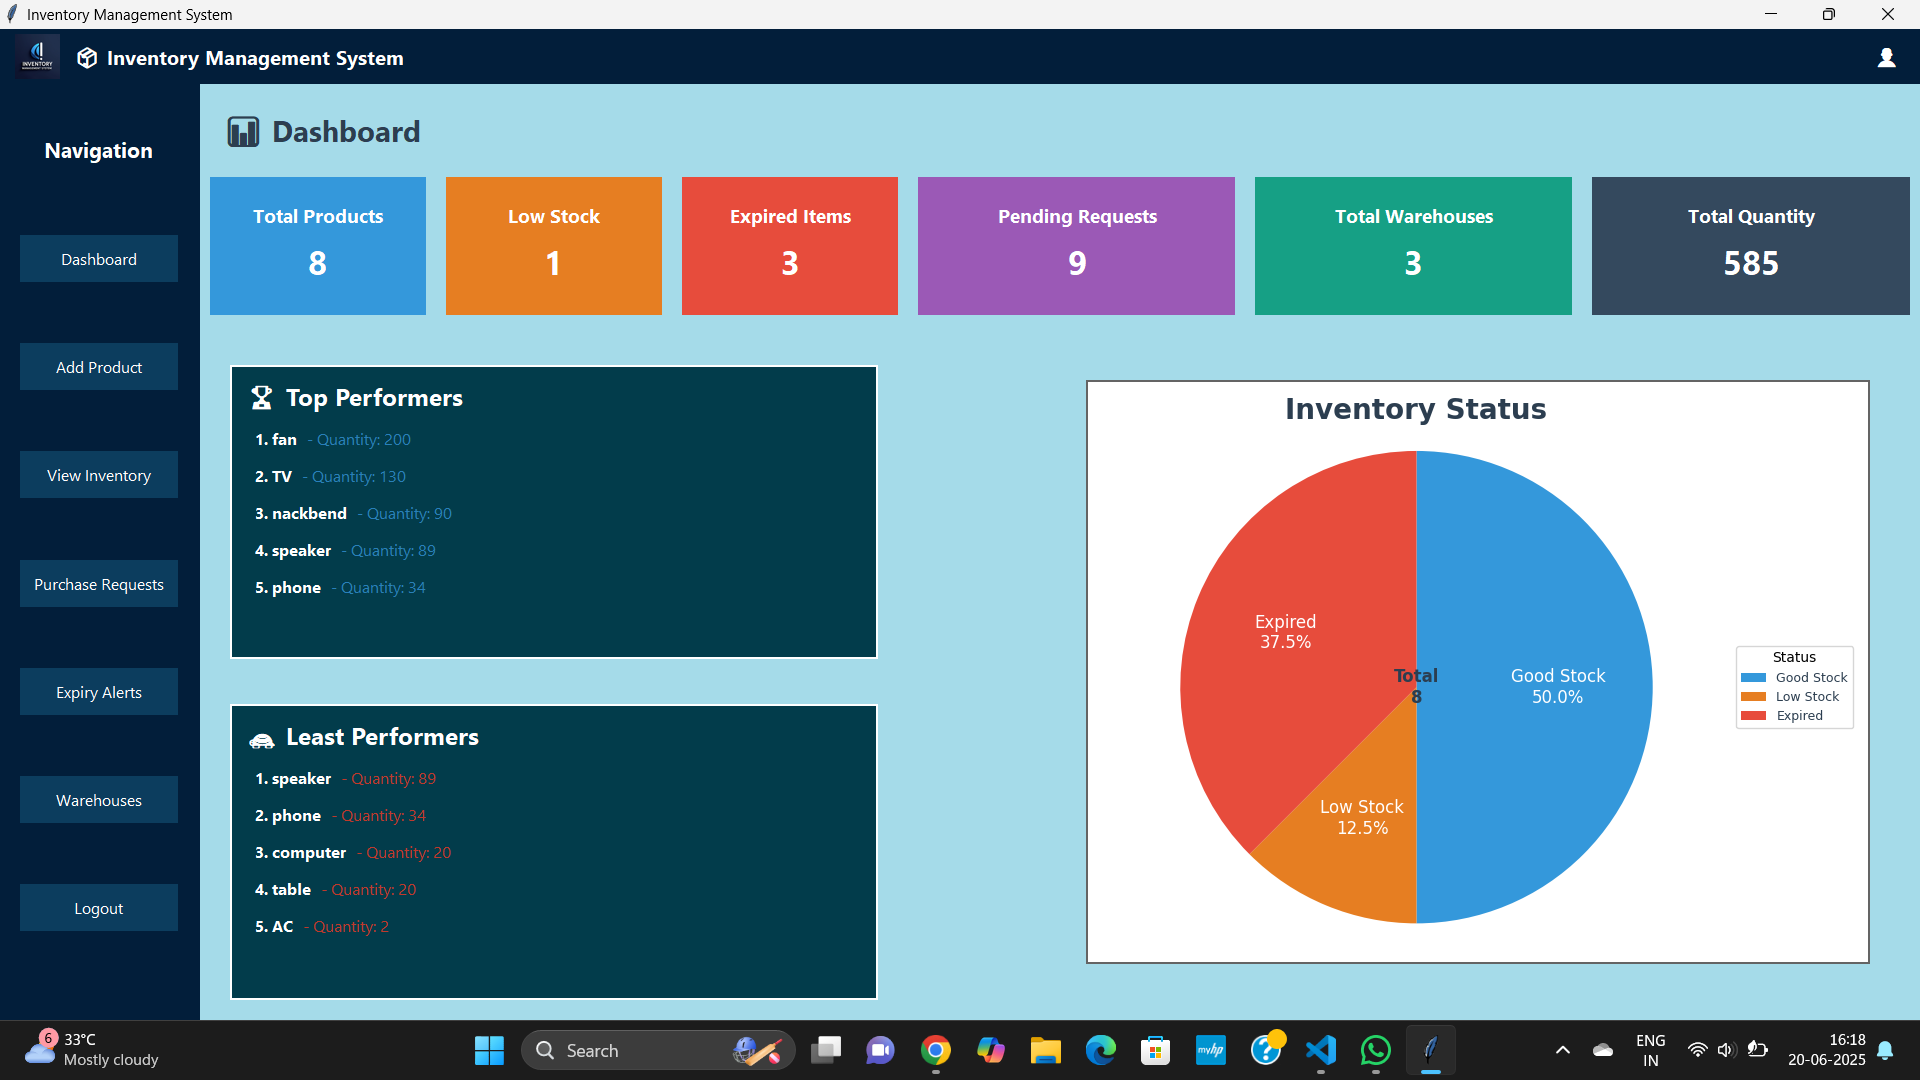 Inventory Management System
INVENTORY
Inventory Management System
Navigation
Dashboard
Add Product
View Inventory
Purchase Requests
Expiry Alerts
Warehouses
Logout
Dashboard
Total Products
8
Low Stock
1
Expired Items
3
Pending Requests
9
Total Warehouses
3
Total Quantity
585
Top Performers
1. fan - Quantity: 200
2. TV - Quantity: 130
3. nackbend - Quantity: 90
4. speaker - Quantity: 89
5. phone - Quantity: 34
Least Performers
1. speaker - Quantity: 89
2. phone - Quantity: 34
3. computer - Quantity: 20
4. table - Quantity: 20
5. AC - Quantity: 2
Inventory Status
Expired
37.5%
Total
8
Good Stock
50.0%
Low Stock
12.5%
Status
Good Stock
Low Stock
Expired
6
33°C
Mostly cloudy
Search
myhp
ENG
IN
16:18
20-06-2025